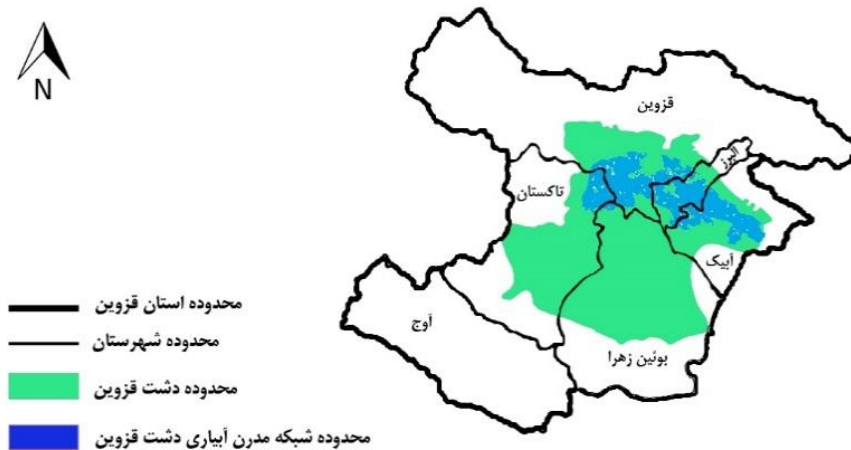 N
قزوین
البرز
تاکستان
آبیک
آوج
بوئین زهرا
محدوده استان قزوین
محدوده شهرستان
محدوده دشت قزوین
محدوده شبکه مدرن آبیاری دشت قزوین